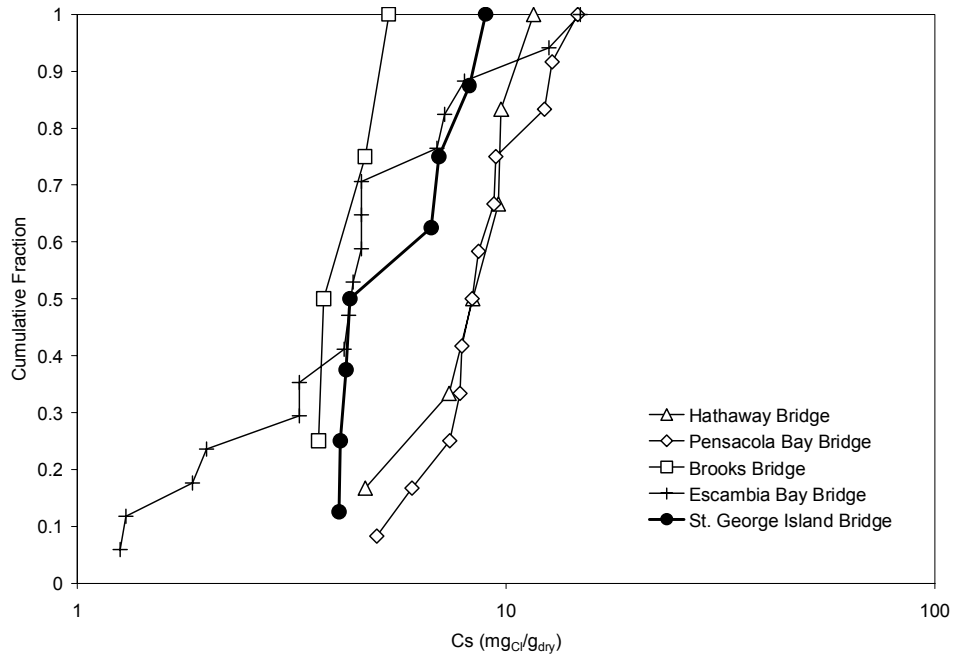 1
0.9
0.8
0.7
0.6
0.5
0.4
0.3
0.2
0.1
0
Cumulative Fraction
Hathaway Bridge
Pensacola Bay Bridge
Brooks Bridge
Escambia Bay Bridge
St. George Island Bridge
1 10 100
Cs (mgCl/gdry)